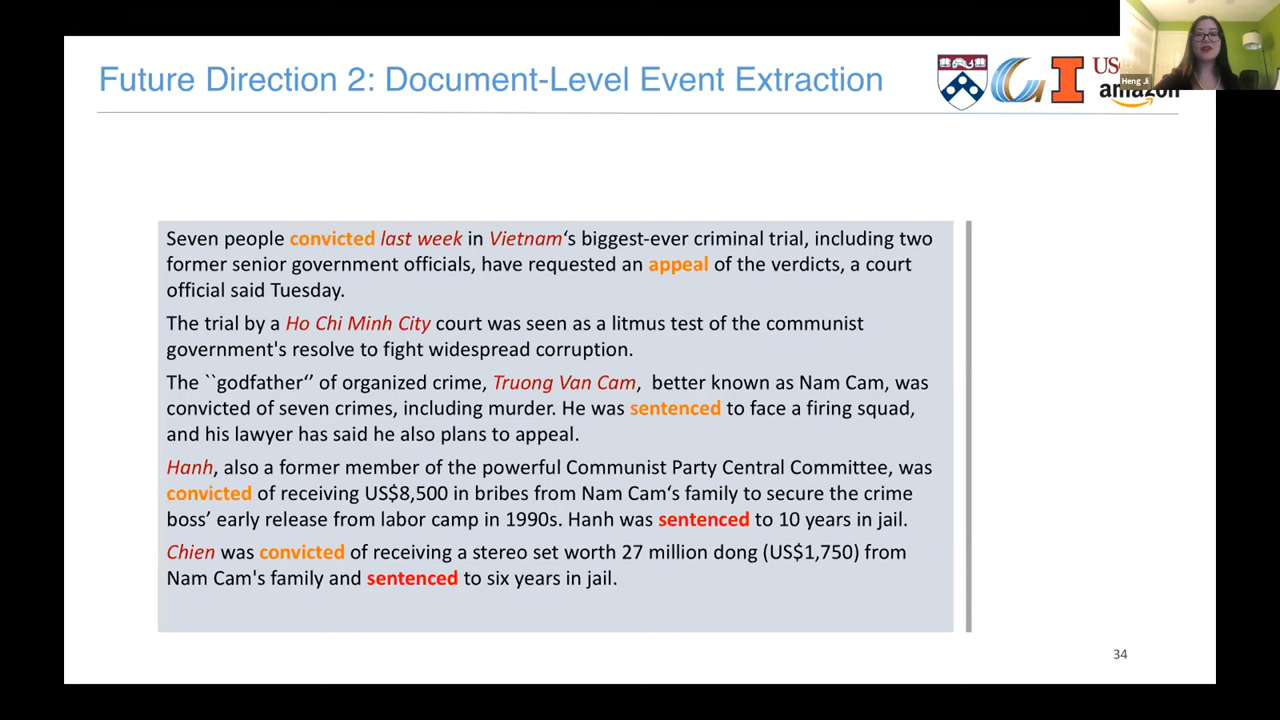 Future Direction 2: Document-Level Event Extraction
US
amazon
Heng Ji
Seven people convicted last week in Vietnam‘s biggest-ever criminal trial, including two
former senior government officials, have requested an appeal of the verdicts, a court
official said Tuesday.
The trial by a Ho Chi Minh City court was seen as a litmus test of the communist
government's resolve to fight widespread corruption.
The ``godfather‘’ of organized crime, Truong Van Cam, better known as Nam Cam, was
convicted of seven crimes, including murder. He was sentenced to face a firing squad,
and his lawyer has said he also plans to appeal.
Hanh, also a former member of the powerful Communist Party Central Committee, was
convicted of receiving US$8,500 in bribes from Nam Cam‘s family to secure the crime
boss’ early release from labor camp in 1990s. Hanh was sentenced to 10 years in jail.
Chien was convicted of receiving a stereo set worth 27 million dong (US$1,750) from
Nam Cam's family and sentenced to six years in jail.
34